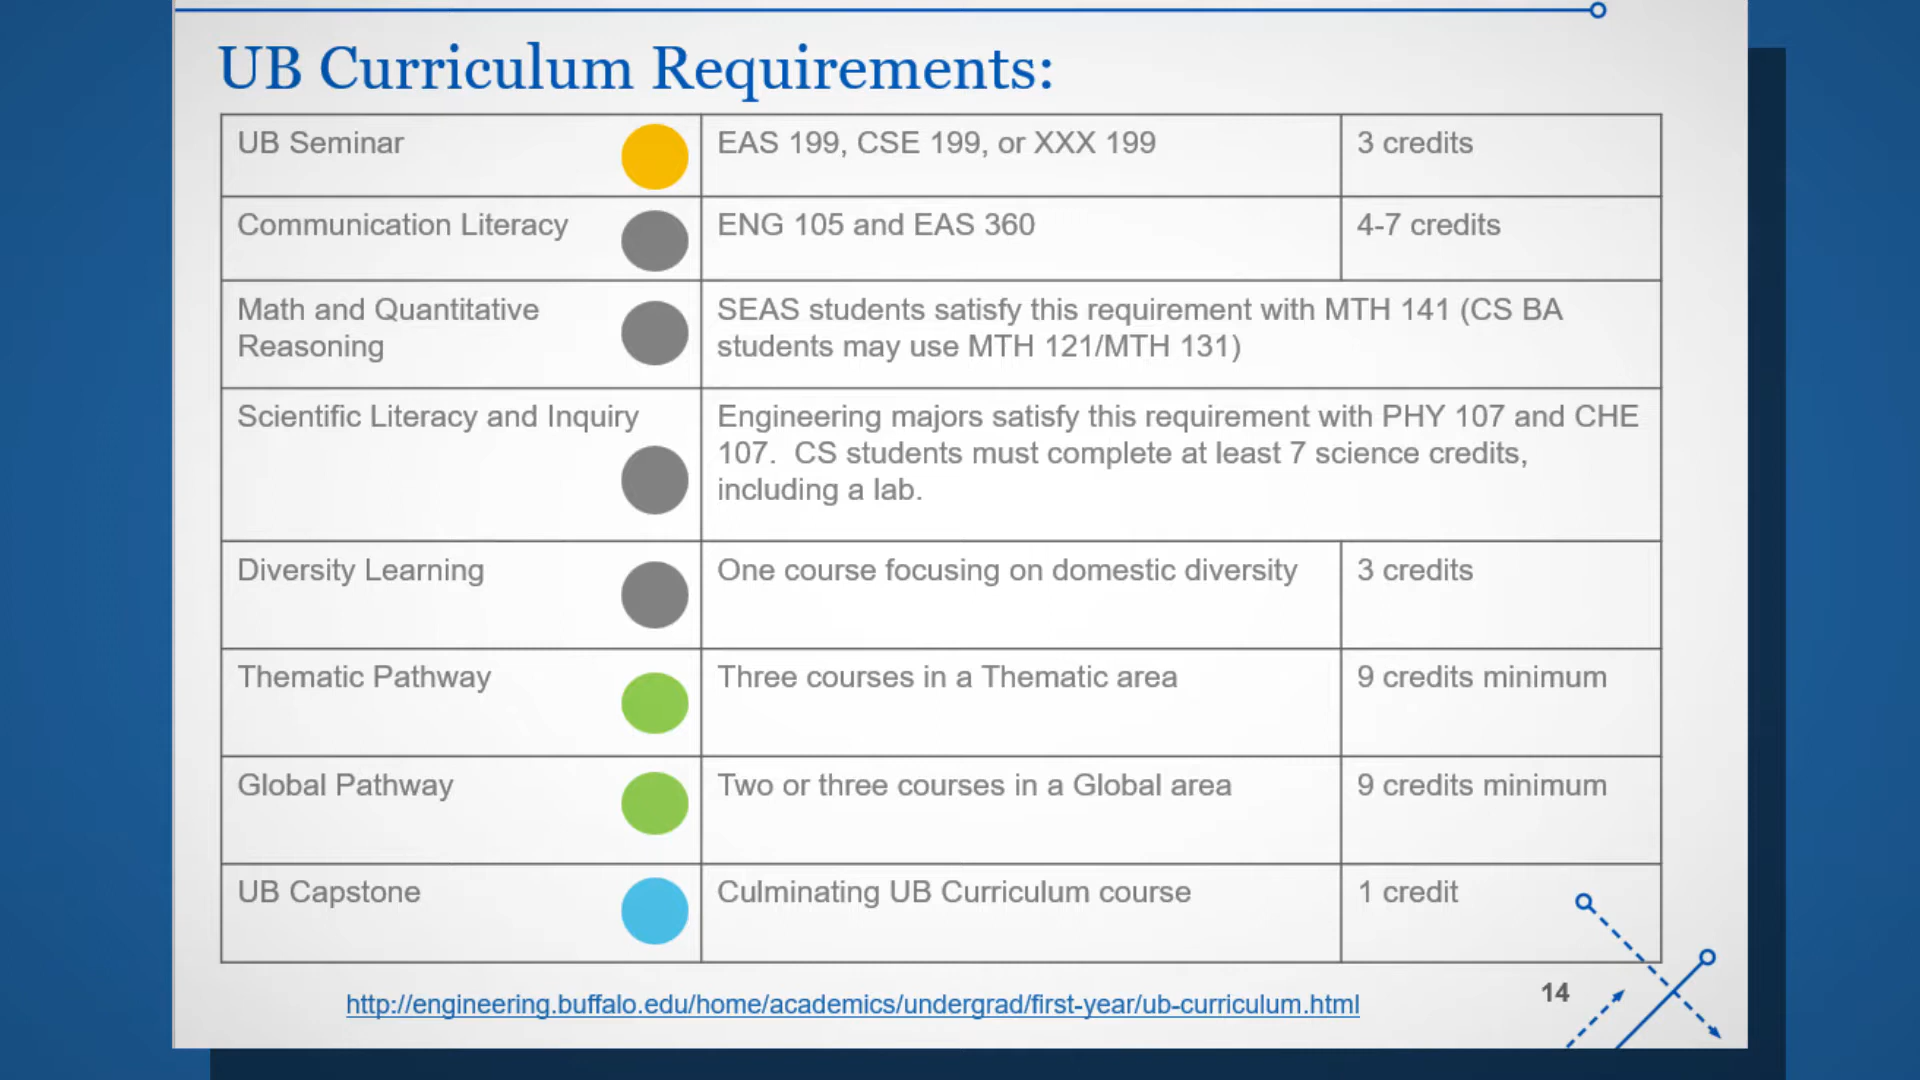 UB Curriculum Requirements:
UB Seminar
EAS 199, CSE 199, or XXX 199
3 credits
Communication Literacy
ENG 105 and EAS 360
4-7 credits
Math and Quantitative
Reasoning
SEAS students satisfy this requirement with MTH 141 (CS BA
students may use MTH 121/MTH 131)
Scientific Literacy and Inquiry
Engineering majors satisfy this requirement with PHY 107 and CHE
107.  CS students must complete at least 7 science credits,
including a lab.
Diversity Learning
One course focusing on domestic diversity
3 credits
Thematic Pathway
Three courses in a Thematic area
9 credits minimum
Global Pathway
Two or three courses in a Global area
9 credits minimum
UB Capstone
Culminating UB Curriculum course
1 credit
http://engineering.buffalo.edu/home/academics/undergrad/first-year/ub-curriculum.html
14